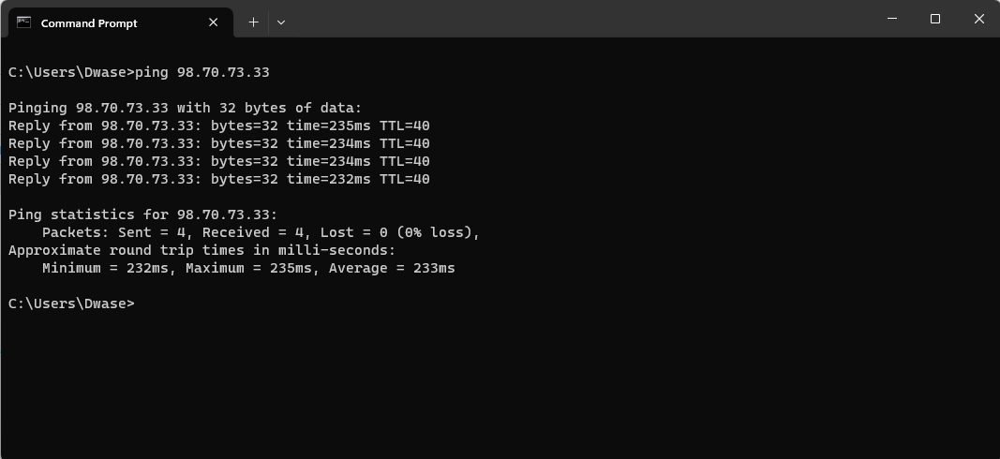 Command Prompt
C:\Users\Dwase>ping 98.70.73.33
Pinging 98.70.73.33 with 32 bytes of data:
Reply from 98.70.73.33: bytes=32 time=235ms TTL=40
Reply from 98.70.73.33: bytes=32 time=234ms TTL=40
Reply from 98.70.73.33: bytes=32 time=234ms TTL=40
Reply from 98.70.73.33: bytes=32 time=232ms TTL=40
Ping statistics for 98.70.73.33:
    Packets: Sent = 4, Received = 4, Lost = 0 (0% loss),
Approximate round trip times in milli-seconds:
    Minimum = 232ms, Maximum = 235ms, Average = 233ms
C:\Users\Dwase>